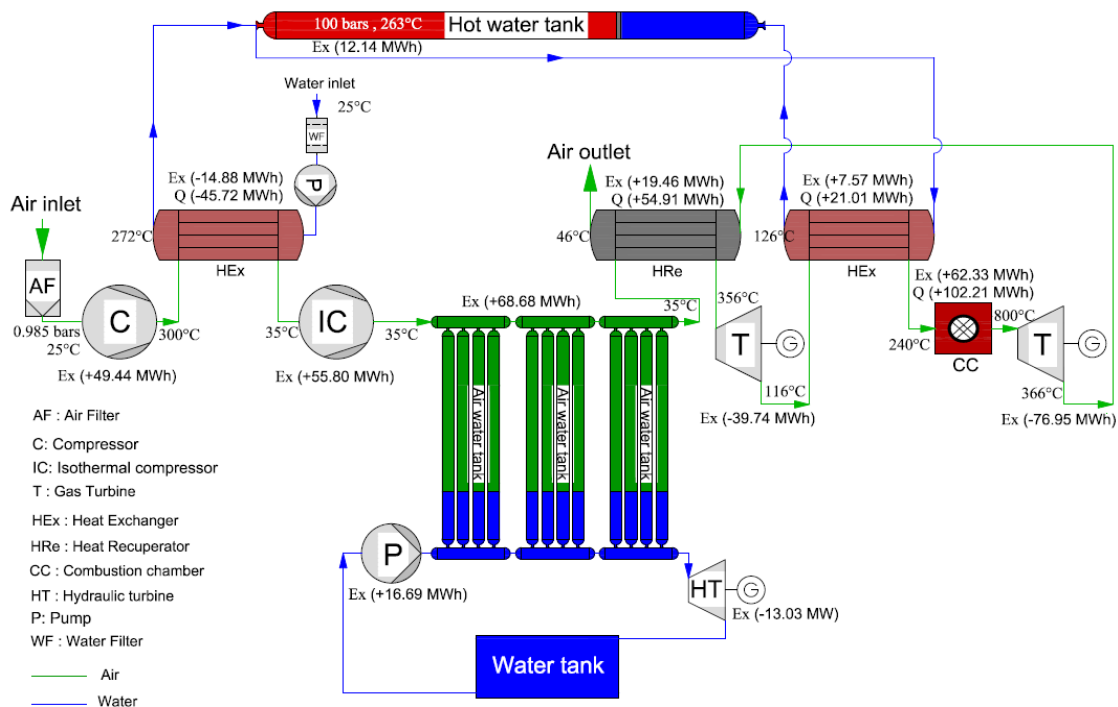 100 bars , 263°C
Hot water tank
Ex (12.14 MWh)
Water inlet
25°C
WF
P
Air inlet
Ex (-14.88 MWh)
Q (-45.72 MWh)
272°C
HEx
AF
0.985 bars
25°C
C
300°C
Ex (+49.44 MWh)
35°C
IC
35°C
Ex (+55.80 MWh)
Ex (+68.68 MWh)
Air outlet
Ex (+19.46 MWh)
Q (+54.91 MWh)
46°C
HRe
35°C
356°C
T
G
116°C
Ex (-39.74 MWh)
Ex (+7.57 MWh)
Q (+21.01 MWh)
126°C
HEx
Ex (+62.33 MWh)
Q (+102.21 MWh)
240°C
CC
800°C
T
G
366°C
Ex (-76.95 MWh)
Air water tank
Air water tank
Air water tank
P
Ex (+16.69 MWh)
HT
G
Ex (-13.03 MW)
Water tank
AF : Air Filter
C: Compressor
IC: Isothermal compressor
T : Gas Turbine
HEx : Heat Exchanger
HRe : Heat Recuperator
CC : Combustion chamber
HT : Hydraulic turbine
P: Pump
WF : Water Filter
Air
Water